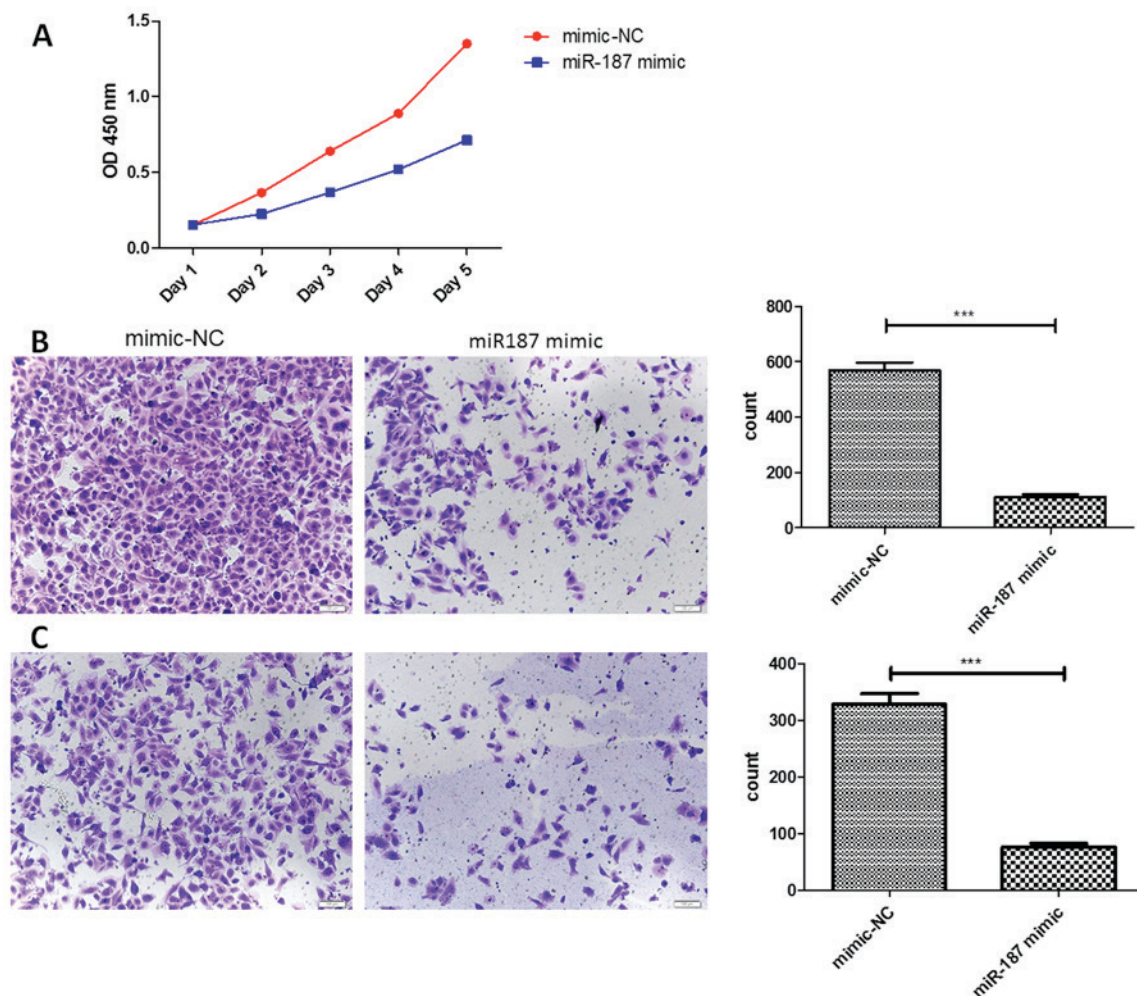 A
1.5
1.0
0.5
0.0
OD 450 nm
Day 1
Day 2
Day 3
Day 4
Day 5
mimic-NC
miR-187 mimic
B
mimic-NC
miR187 mimic
800
600
400
200
0
count
***
mimic-NC
miR-187 mimic
C
400
300
200
100
0
count
***
mimic-NC
miR-187 mimic